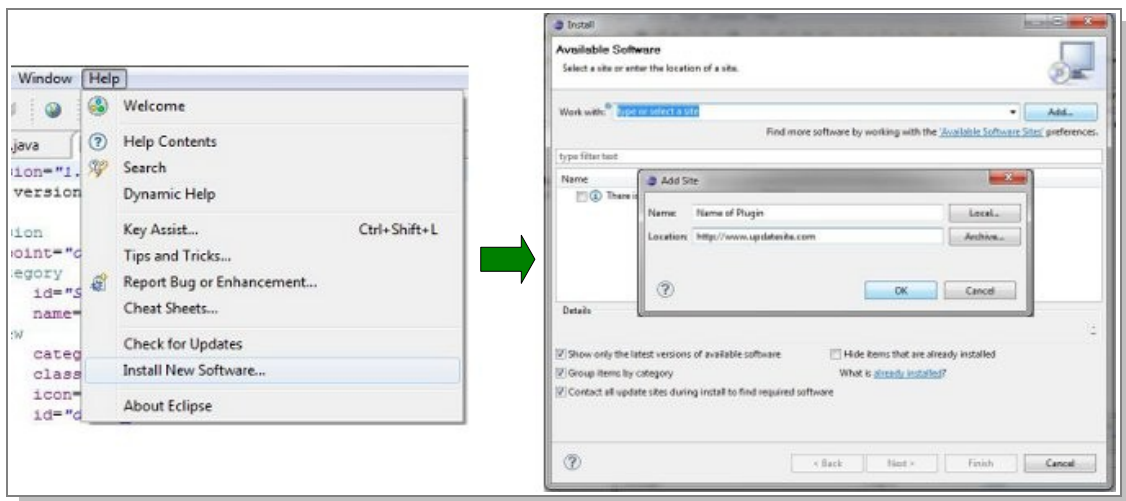 Window Help
Welcome
Help Contents
Search
Dynamic Help
Key Assist... Ctrl+Shift+L
Tips and Tricks...
Report Bug or Enhancement...
Cheat Sheets...
Check for Updates
Install New Software...
About Eclipse
.java
ion="1.
version
ion
point="
egory
id="S
name=
categ
class
icon=
id="d
Install
Available Software
Select a site or enter the location of a site.
Work with: type or select a site Add...
Find more software by working with the 'Available Software Sites' preferences.
type filter text
Name
There is
Add Site
Name: Name of Plugin Local...
Location: http://www.updatesite.com Archive...
OK Cancel
Details
Show only the latest versions of available software Hide items that are already installed
Group items by category What is already installed?
Contact all update sites during install to find required software
< Back Next > Finish Cancel